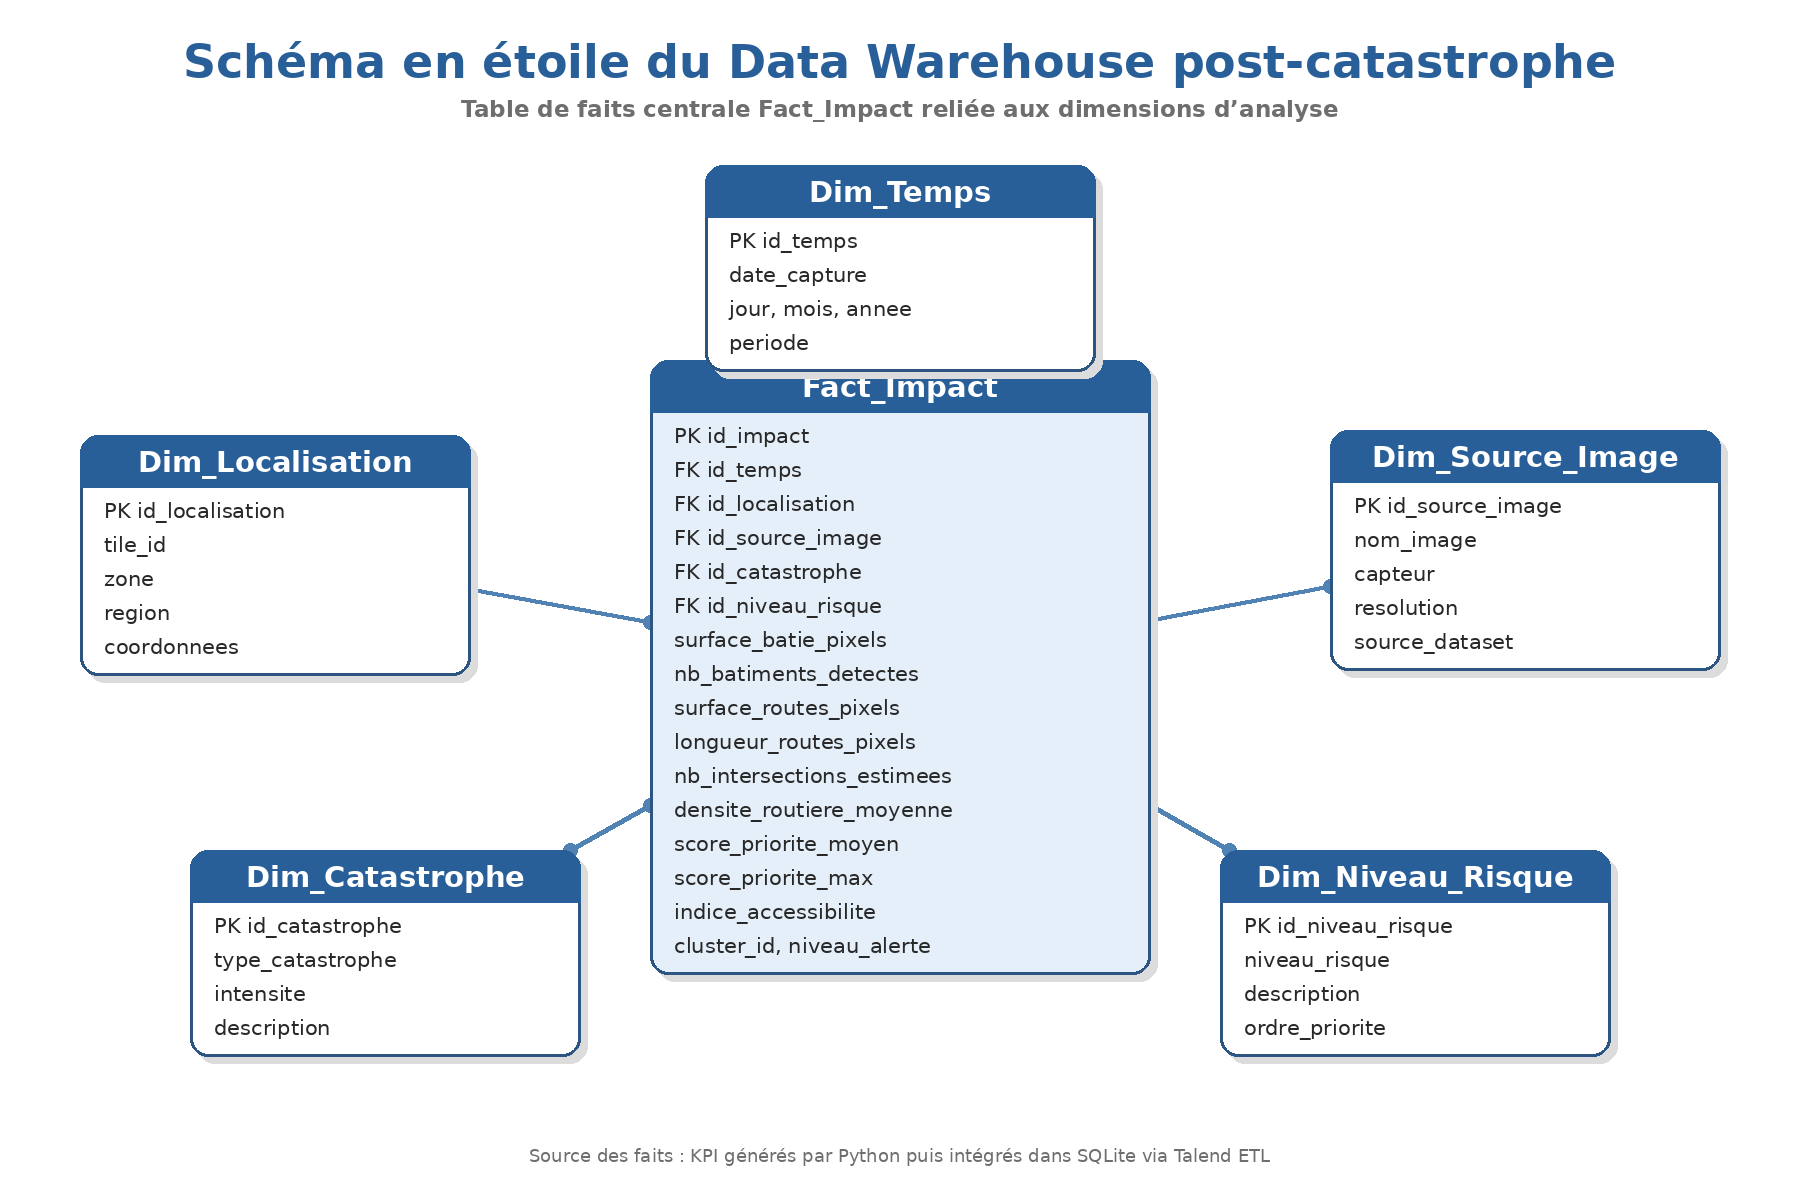 Schéma en étoile du Data Warehouse post-catastrophe
Table de faits centrale Fact_Impact reliée aux dimensions d’analyse
Dim_Temps
PK id_temps
date_capture
jour, mois, annee
periode
Fact_Impact
PK id_impact
FK id_temps
FK id_localisation
FK id_source_image
FK id_catastrophe
FK id_niveau_risque
surface_batie_pixels
nb_batiments_detectes
surface_routes_pixels
longueur_routes_pixels
nb_intersections_estimees
densite_routiere_moyenne
score_priorite_moyen
score_priorite_max
indice_accessibilite
cluster_id, niveau_alerte
Dim_Localisation
PK id_localisation
tile_id
zone
region
coordonnees
Dim_Source_Image
PK id_source_image
nom_image
capteur
resolution
source_dataset
Dim_Catastrophe
PK id_catastrophe
type_catastrophe
intensite
description
Dim_Niveau_Risque
PK id_niveau_risque
niveau_risque
description
ordre_priorite
Source des faits : KPI générés par Python puis intégrés dans SQLite via Talend ETL